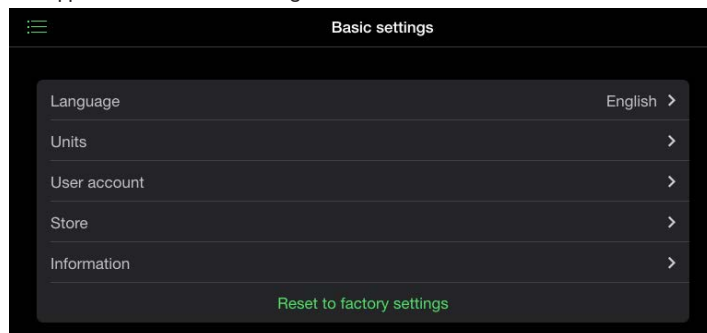 Basic settings
Language English
Units
User account
Store
Information
Reset to factory settings